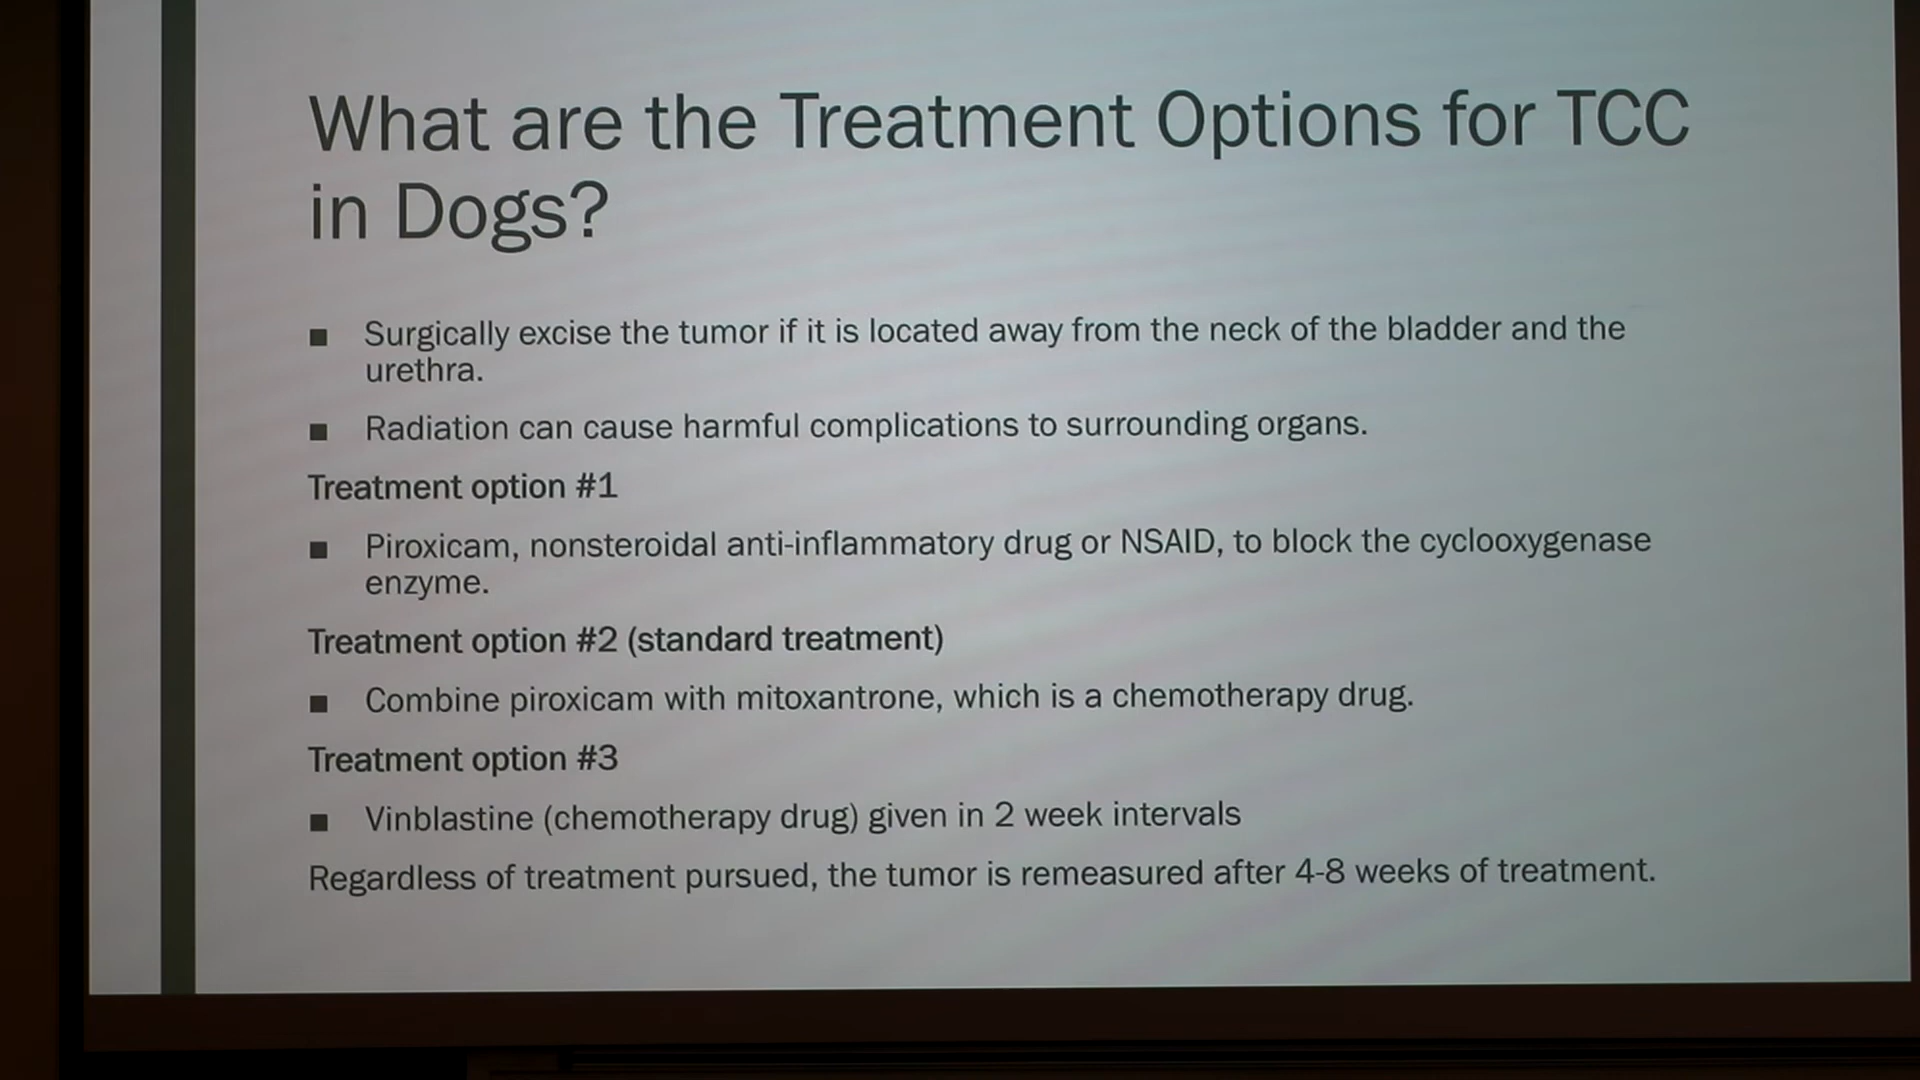 What are the Treatment Options for TCC
in Dogs?
■ Surgically excise the tumor if it is located away from the neck of the bladder and the
urethra.
■ Radiation can cause harmful complications to surrounding organs.
Treatment option #1
■ Piroxicam, nonsteroidal anti-inflammatory drug or NSAID, to block the cyclooxygenase
enzyme.
Treatment option #2 (standard treatment)
■ Combine piroxicam with mitoxantrone, which is a chemotherapy drug.
Treatment option #3
■ Vinblastine (chemotherapy drug) given in 2 week intervals
Regardless of treatment pursued, the tumor is remeasured after 4-8 weeks of treatment.